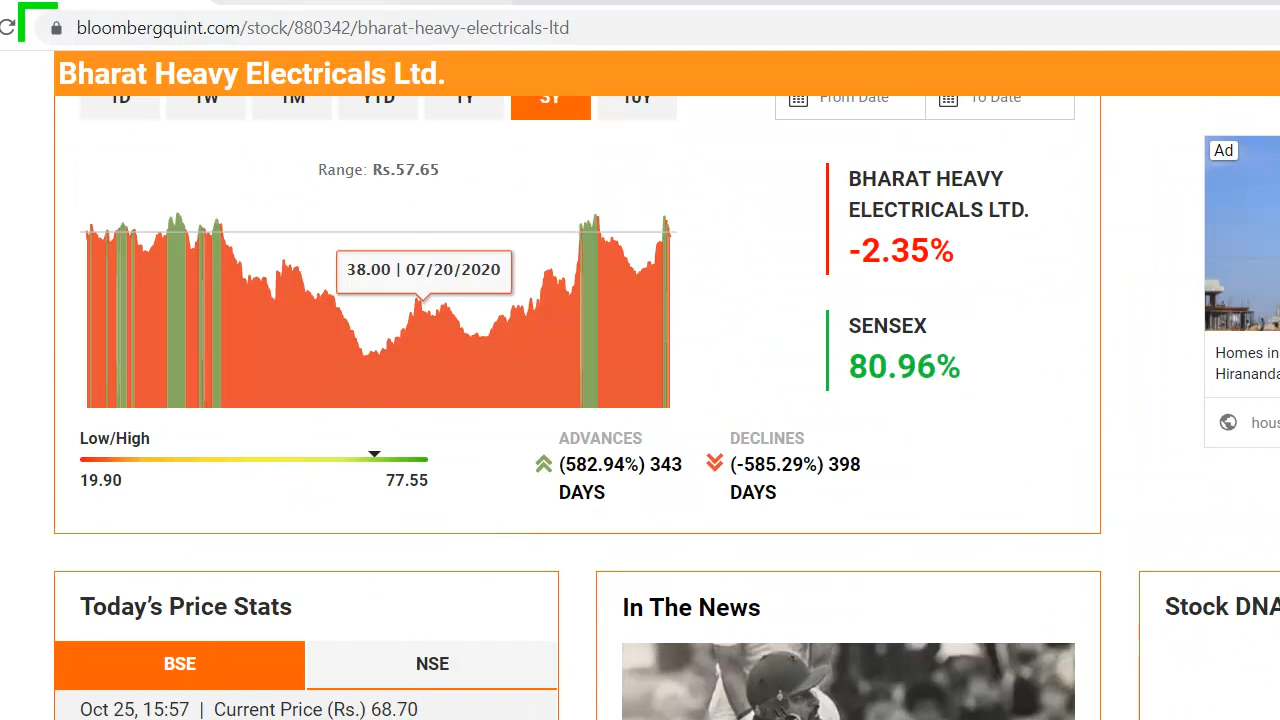 bloombergquint.com/stock/880342/bharat-heavy-electricals-ltd
Bharat Heavy Electricals Ltd.
1D 1W 1M YTD 1Y 3Y 10Y From Date To Date
Range: Rs.57.65
38.00 | 07/20/2020
BHARAT HEAVY
ELECTRICALS LTD.
-2.35%
SENSEX
80.96%
Low/High
19.90 77.55
ADVANCES
(582.94%) 343
DAYS
DECLINES
(-585.29%) 398
DAYS
Ad
Homes in
Hirananda
hous
Today's Price Stats
BSE NSE
Oct 25, 15:57 | Current Price (Rs.) 68.70
In The News
Stock DNA